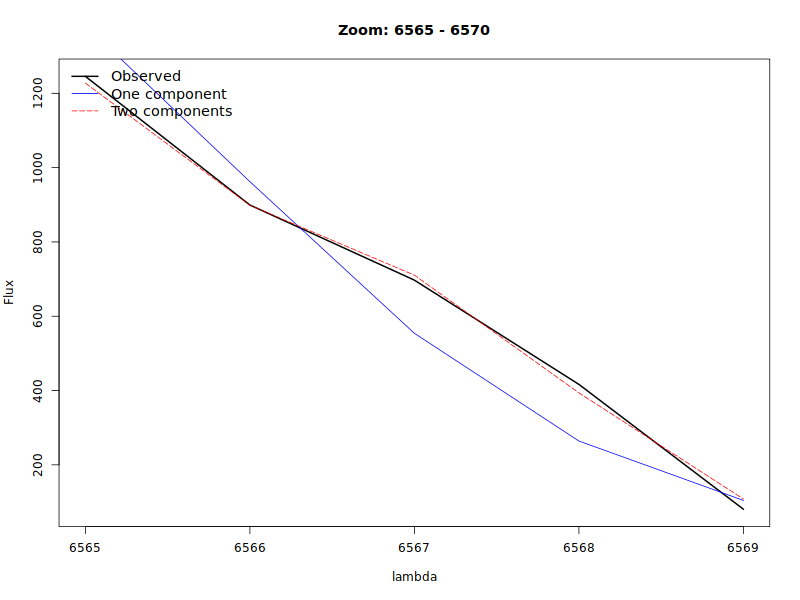 Zoom: 6565 - 6570
Observed
One component
Two components
Flux
1200
1000
800
600
400
200
6565 6566 6567 6568 6569
lambda